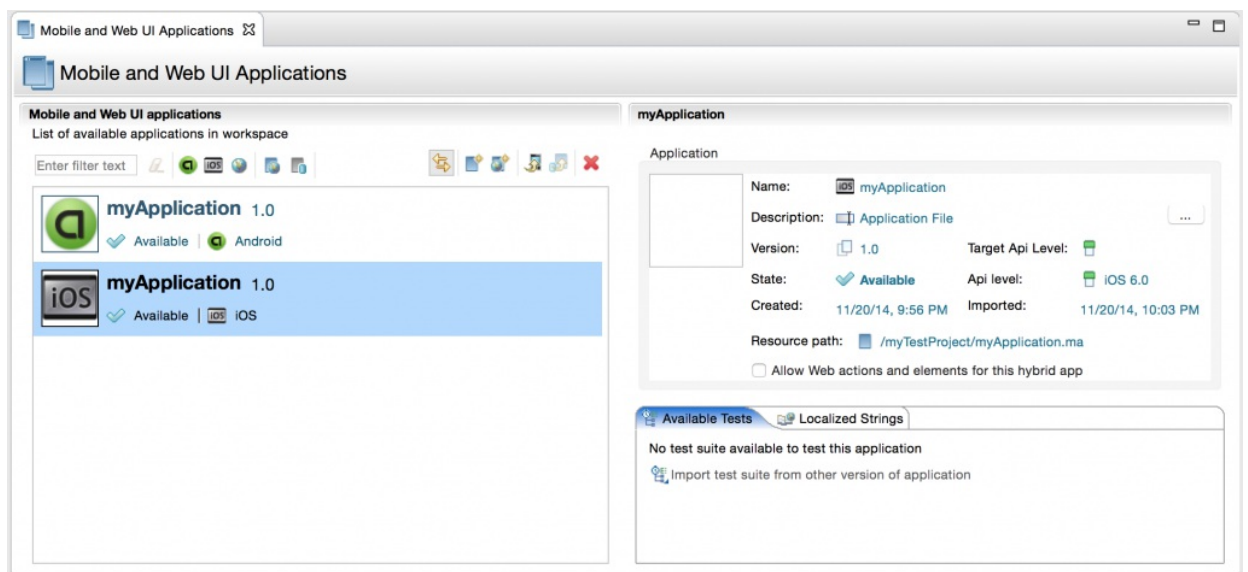 Mobile and Web UI Applications
Mobile and Web UI Applications
Mobile and Web UI applications
List of available applications in workspace
Enter filter text
iOS
myApplication 1.0
Available | Android
iOS
myApplication 1.0
Available | iOS iOS
myApplication
Application
Name: iOS myApplication
Description: Application File ...
Version: 1.0 Target Api Level:
State: Available Api level: iOS 6.0
Created: 11/20/14, 9:56 PM Imported: 11/20/14, 10:03 PM
Resource path: /myTestProject/myApplication.ma
Allow Web actions and elements for this hybrid app
Available Tests Localized Strings
No test suite available to test this application
Import test suite from other version of application